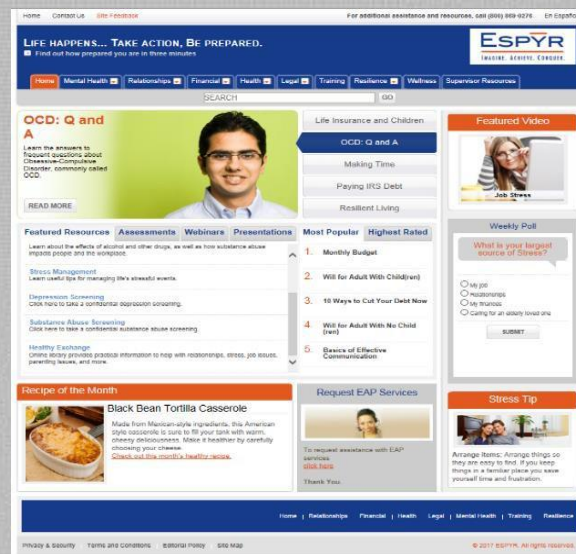 Home Contact Us Site Feedback
For additional assistance and resources, call (800) 869-0276 En Español
LIFE HAPPENS... TAKE ACTION, BE PREPARED.
Find out how prepared you are in three minutes
ESPYR
IMAGINE. ACHIEVE. CONQUER.
Home Mental Health Relationships Financial Health Legal Training Resilience Wellness Supervisor Resources
SEARCH GO
OCD: Q and A
Learn the answers to
frequent questions about
Obsessive-Compulsive
Disorder, commonly called
OCD.
READ MORE
Life Insurance and Children
OCD: Q and A
Making Time
Paying IRS Debt
Resilient Living
Featured Video
Job Stress
Featured Resources Assessments Webinars Presentations
Learn about the effects of alcohol and other drugs, as well as how substance abuse
impacts people and the workplace.
Stress Management
Learn useful tips for managing life's stressful events.
Depression Screening
Click here to take a confidential depression screening.
Substance Abuse Screening
Click here to take a confidential substance abuse screening
Healthy Exchange
Online library provides practical information to help with relationships, stress, job issues,
parenting issues, and more.
Most Popular Highest Rated
1. Monthly Budget
2. Will for Adult With Child(ren)
3. 10 Ways to Cut Your Debt Now
4. Will for Adult With No Child
(ren)
5. Basics of Effective
Communication
Weekly Poll
What is your largest
source of Stress?
My job
Relationships
My finances
Caring for an elderly loved one
SUBMIT
Recipe of the Month
Black Bean Tortilla Casserole
Made from Mexican-style ingredients, this American
style casserole is sure to fill your tank with warm,
cheesy deliciousness. Make it healthier by carefully
choosing your cheese.
Check out this month's healthy recipe.
Request EAP Services
To request assistance with EAP
services
click here.
Thank You.
Stress Tip
Arrange items: Arrange things so
they are easy to find. If you keep
things in a familiar place you save
yourself time and frustration.
Home | Relationships Financial | Health Legal | Mental Health | Training Resilience
Privacy & Security Terms and Conditions Editorial Policy Site Map
© 2017 ESPYR, All rights reserved.